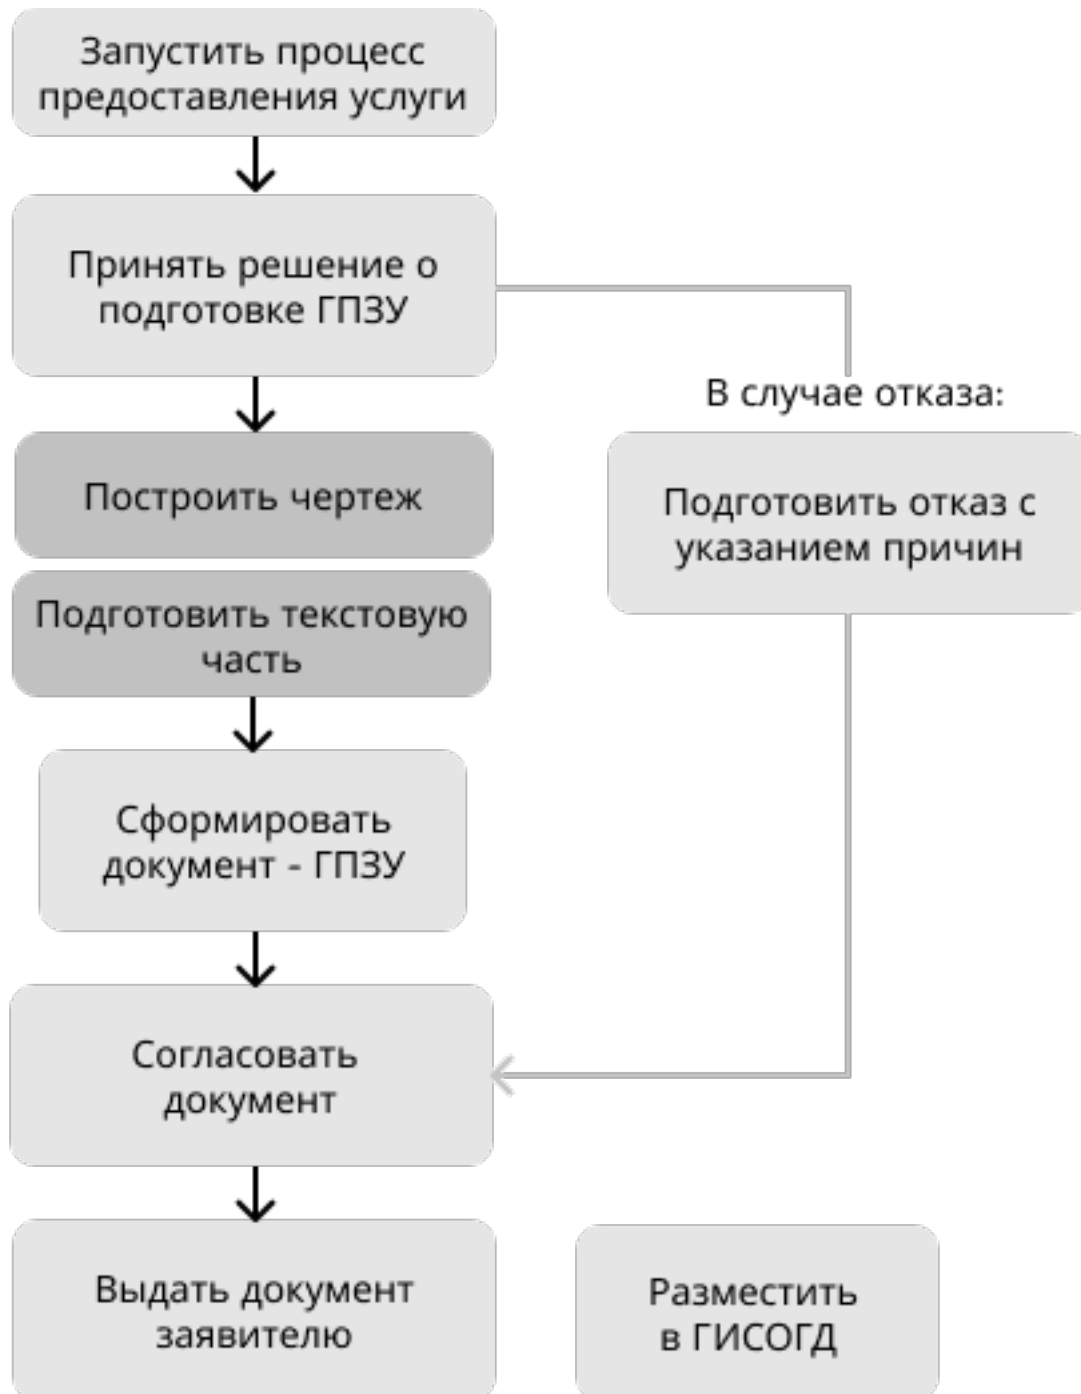 Запустить процесс
предоставления услуги
Принять решение о
подготовке ГПЗУ
В случае отказа:
Построить чертеж
Подготовить отказ с
указанием причин
Подготовить текстовую
часть
Сформировать
документ - ГПЗУ
Согласовать
документ
Выдать документ
заявителю
Разместить
в ГИСОГД